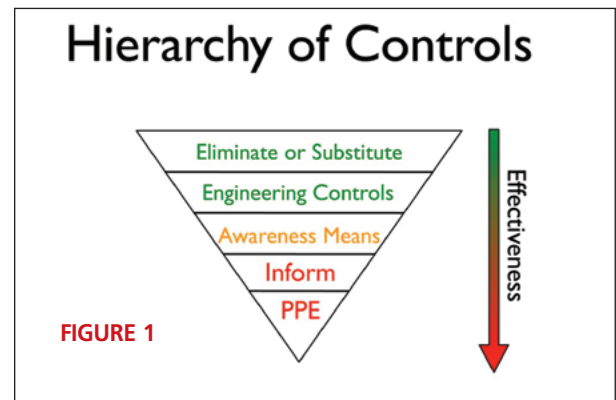 Hierarchy of Controls
Eliminate or Substitute
Engineering Controls
Awareness Means
Inform
PPE
Effectiveness
FIGURE 1